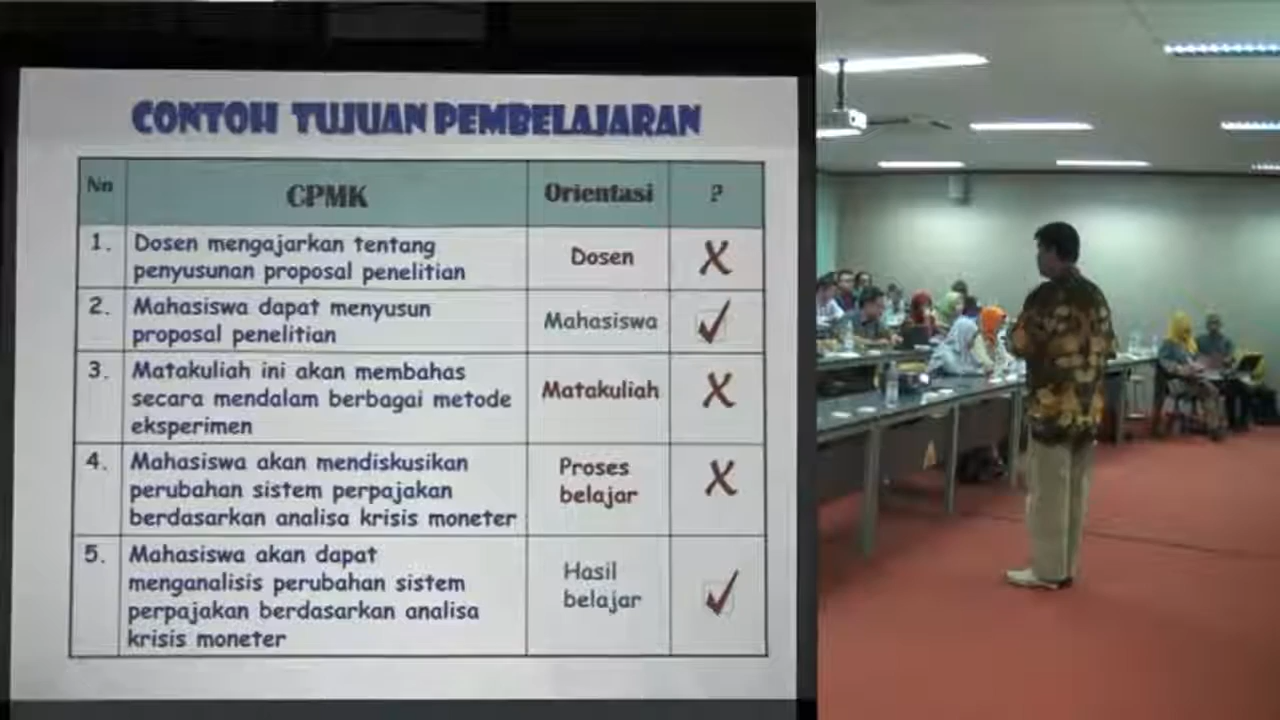 CONTOH TUJUAN PEMBELAJARAN
No CPMK Orientasi ?
1. Dosen mengajarkan tentang
penyusunan proposal penelitian
Dosen
X
2. Mahasiswa dapat menyusun
proposal penelitian
Mahasiswa
✓
3. Matakuliah ini akan membahas
secara mendalam berbagai metode
eksperimen
Matakuliah
X
4. Mahasiswa akan mendiskusikan
perubahan sistem perpajakan
berdasarkan analisa krisis moneter
Proses
belajar
X
5. Mahasiswa akan dapat
menganalisis perubahan sistem
perpajakan berdasarkan analisa
krisis moneter
Hasil
belajar
✓